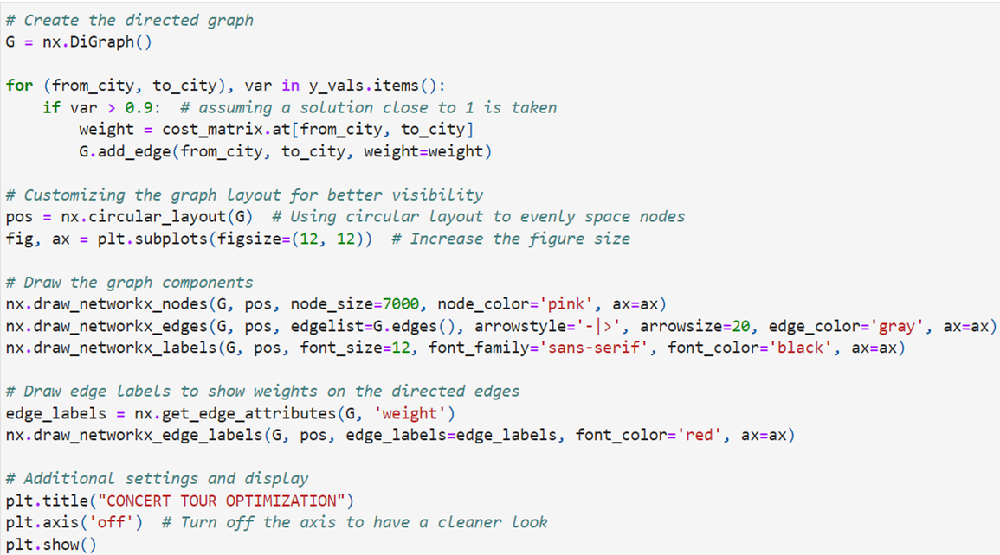 # Create the directed graph
G = nx.DiGraph()
for (from_city, to_city), var in y_vals.items():
    if var > 0.9:  # assuming a solution close to 1 is taken
        weight = cost_matrix.at[from_city, to_city]
        G.add_edge(from_city, to_city, weight=weight)
# Customizing the graph layout for better visibility
pos = nx.circular_layout(G)  # Using circular layout to evenly space nodes
fig, ax = plt.subplots(figsize=(12, 12))  # Increase the figure size
# Draw the graph components
nx.draw_networkx_nodes(G, pos, node_size=7000, node_color='pink', ax=ax)
nx.draw_networkx_edges(G, pos, edgelist=G.edges(), arrowstyle='-|>', arrowsize=20, edge_color='gray', ax=ax)
nx.draw_networkx_labels(G, pos, font_size=12, font_family='sans-serif', font_color='black', ax=ax)
# Draw edge labels to show weights on the directed edges
edge_labels = nx.get_edge_attributes(G, 'weight')
nx.draw_networkx_edge_labels(G, pos, edge_labels=edge_labels, font_color='red', ax=ax)
# Additional settings and display
plt.title("CONCERT TOUR OPTIMIZATION")
plt.axis('off')  # Turn off the axis to have a cleaner look
plt.show()